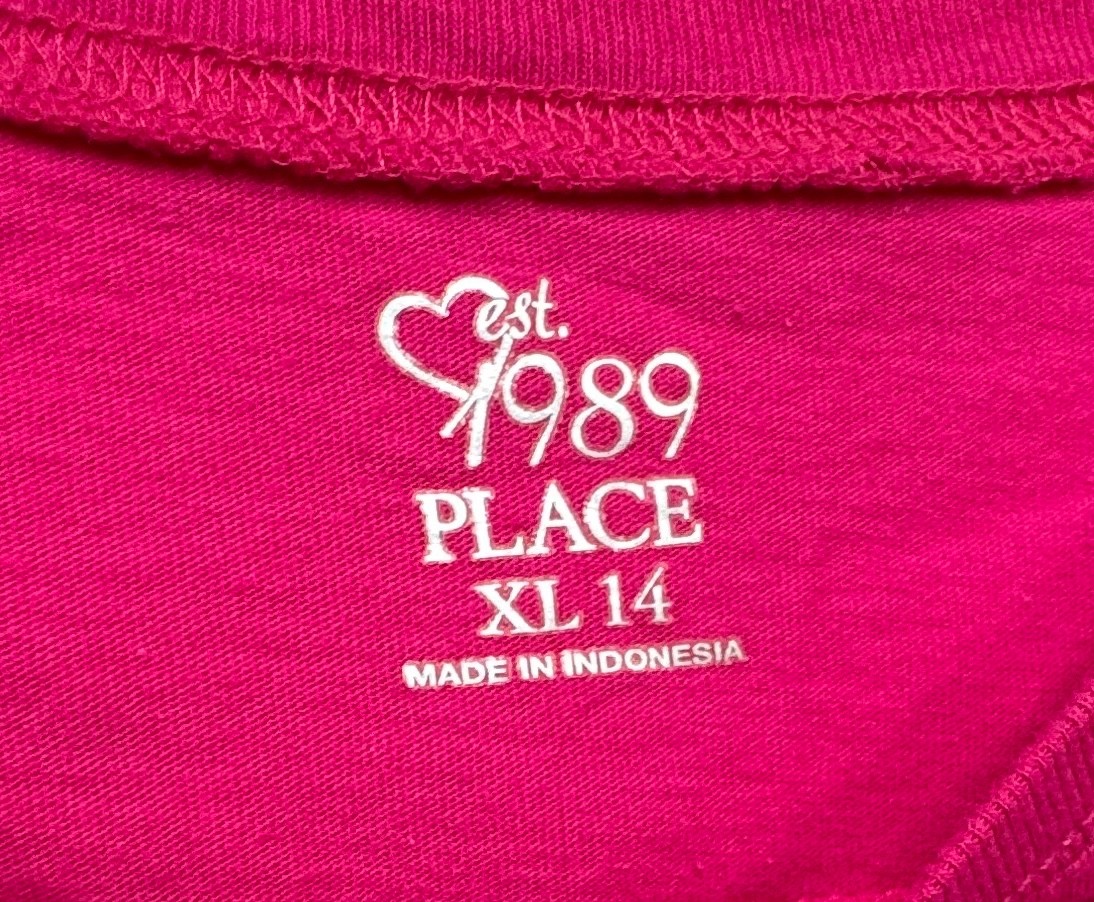 est.
1989
PLACE
XL 14
MADE IN INDONESIA